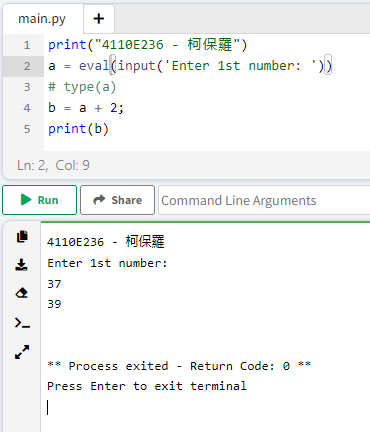 main.py
+
1 print("4110E236 - 柯保羅")
2 a = eval(input('Enter 1st number: '))
3 # type(a)
4 b = a + 2;
5 print(b)
Ln: 2, Col: 9
Run Share Command Line Arguments
4110E236 - 柯保羅
Enter 1st number:
37
39
** Process exited - Return Code: 0 **
Press Enter to exit terminal